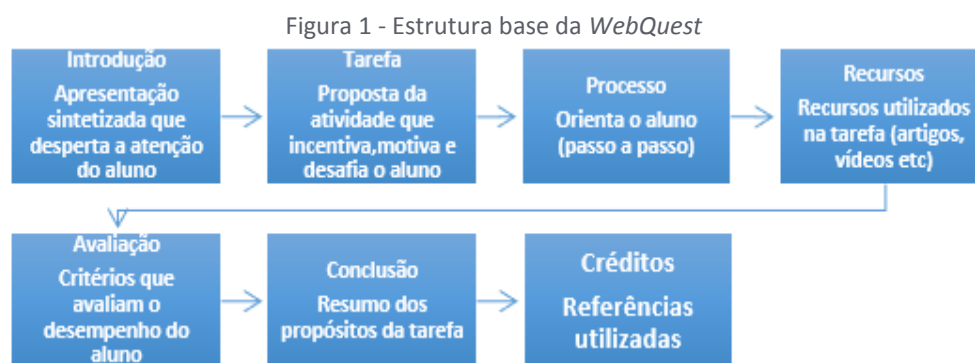 Figura 1 - Estrutura base da WebQuest
Introdução
Apresentação
sintetizada que
desperta a atenção
do aluno
Tarefa
Proposta da
atividade que
incentiva,motiva e
desafia o aluno
Processo
Orienta o aluno
(passo a passo)
Recursos
Recursos utilizados
na tarefa (artigos,
vídeos etc)
Avaliação
Critérios que
avaliam o
desempenho do
aluno
Conclusão
Resumo dos
propósitos da tarefa
Créditos
Referências
utilizadas